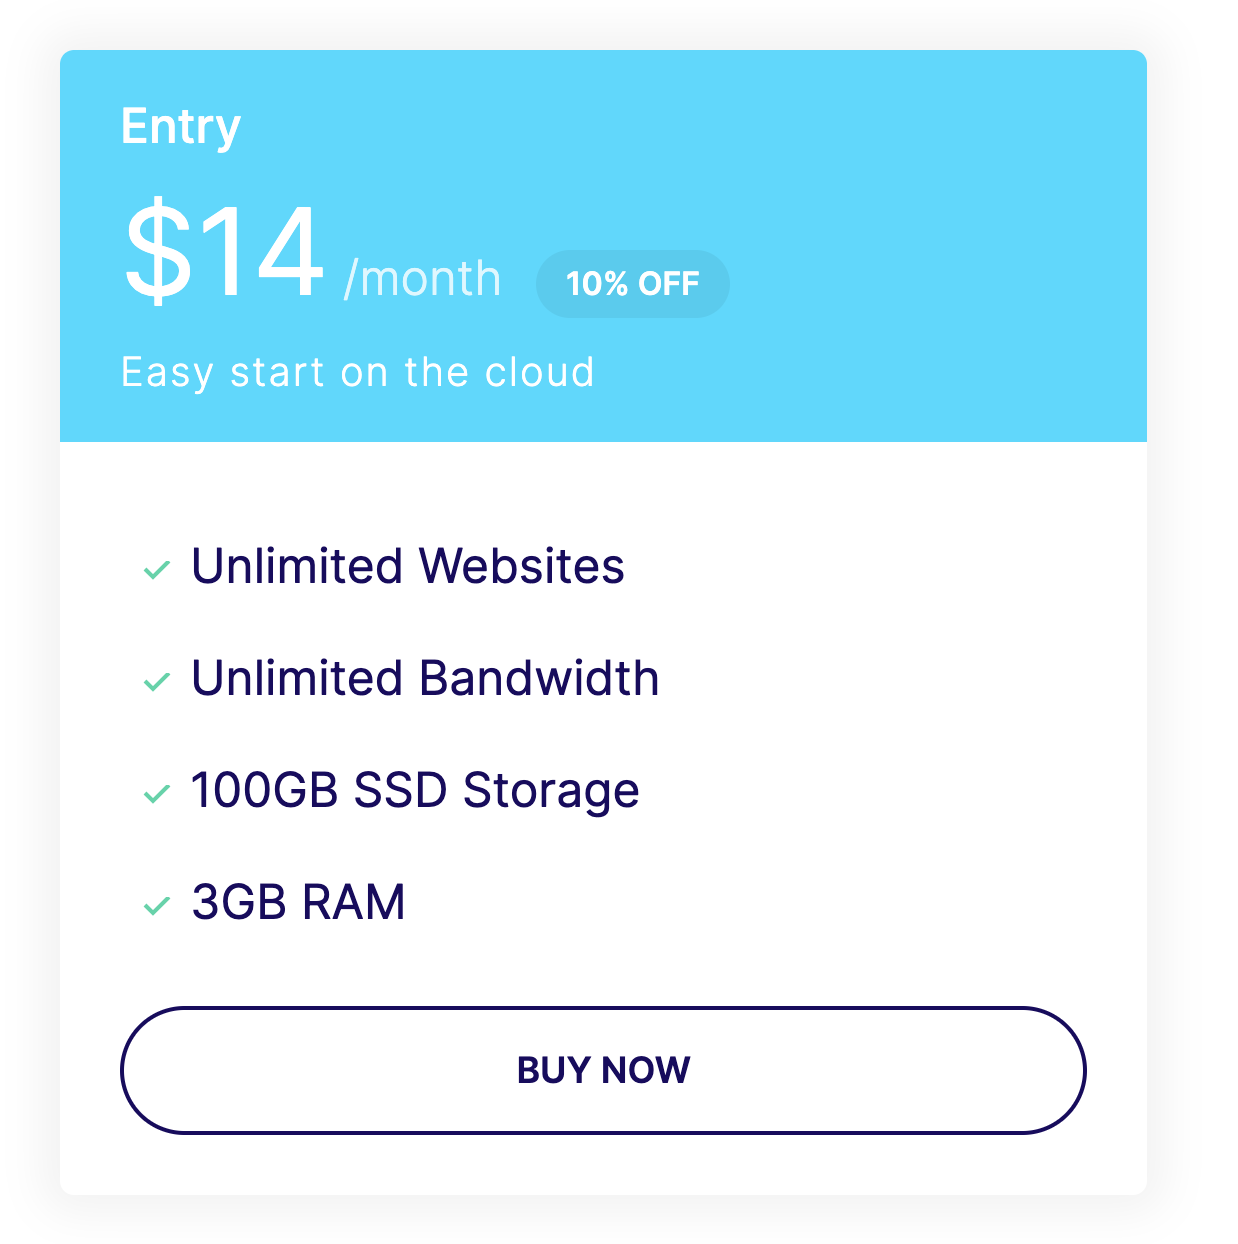 Entry
$14 /month 10% OFF
Easy start on the cloud
Unlimited Websites
Unlimited Bandwidth
100GB SSD Storage
3GB RAM
BUY NOW